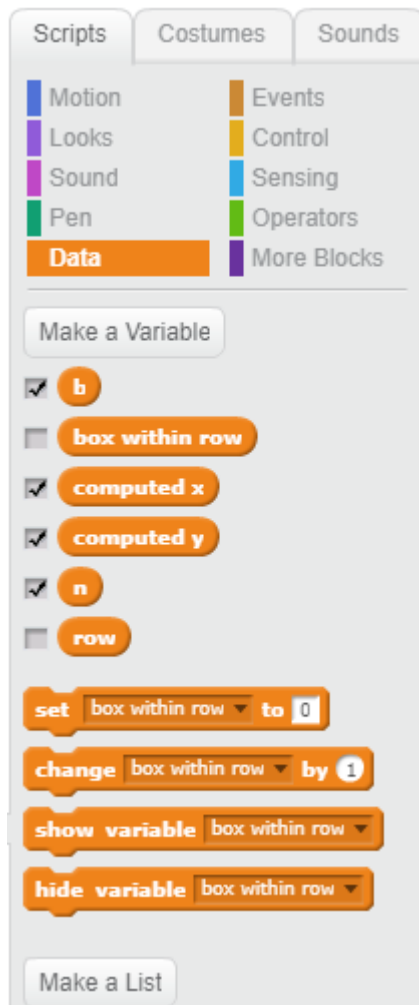 Scripts Costumes Sounds
Motion Events
Looks Control
Sound Sensing
Pen Operators
Data More Blocks
Make a Variable
b
box within row
computed x
computed y
n
row
set box within row to 0
change box within row by 1
show variable box within row
hide variable box within row
Make a List